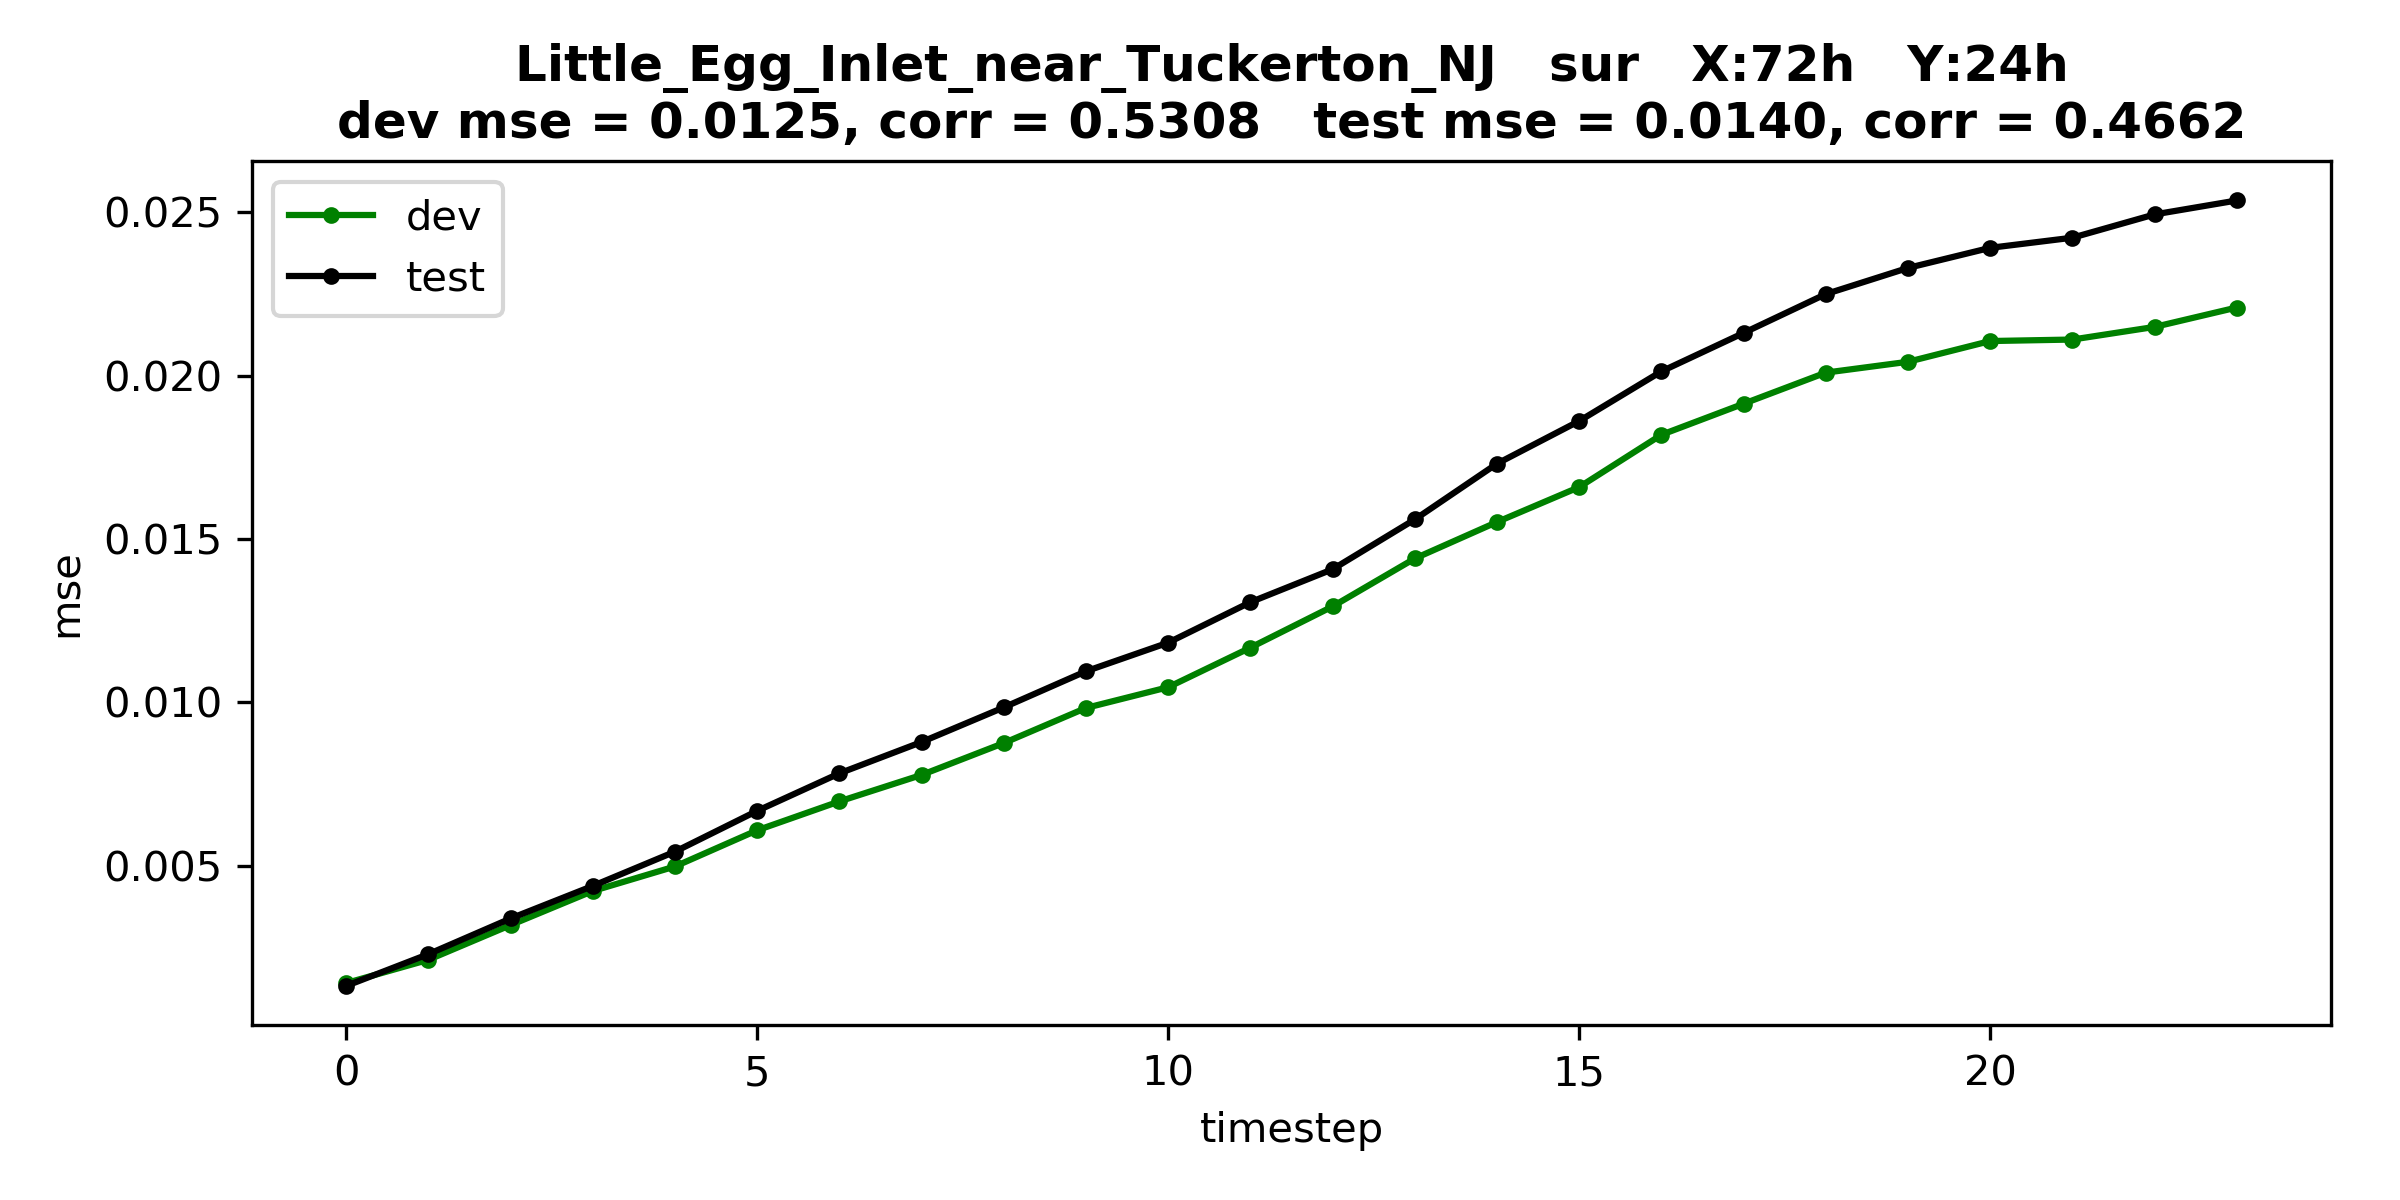 Little_Egg_Inlet_near_Tuckerton_NJ   sur   X:72h   Y:24h
dev mse = 0.0125, corr = 0.5308   test mse = 0.0140, corr = 0.4662
dev
test
0.025
0.020
0.015
0.010
0.005
mse
0
5
10
15
20
timestep